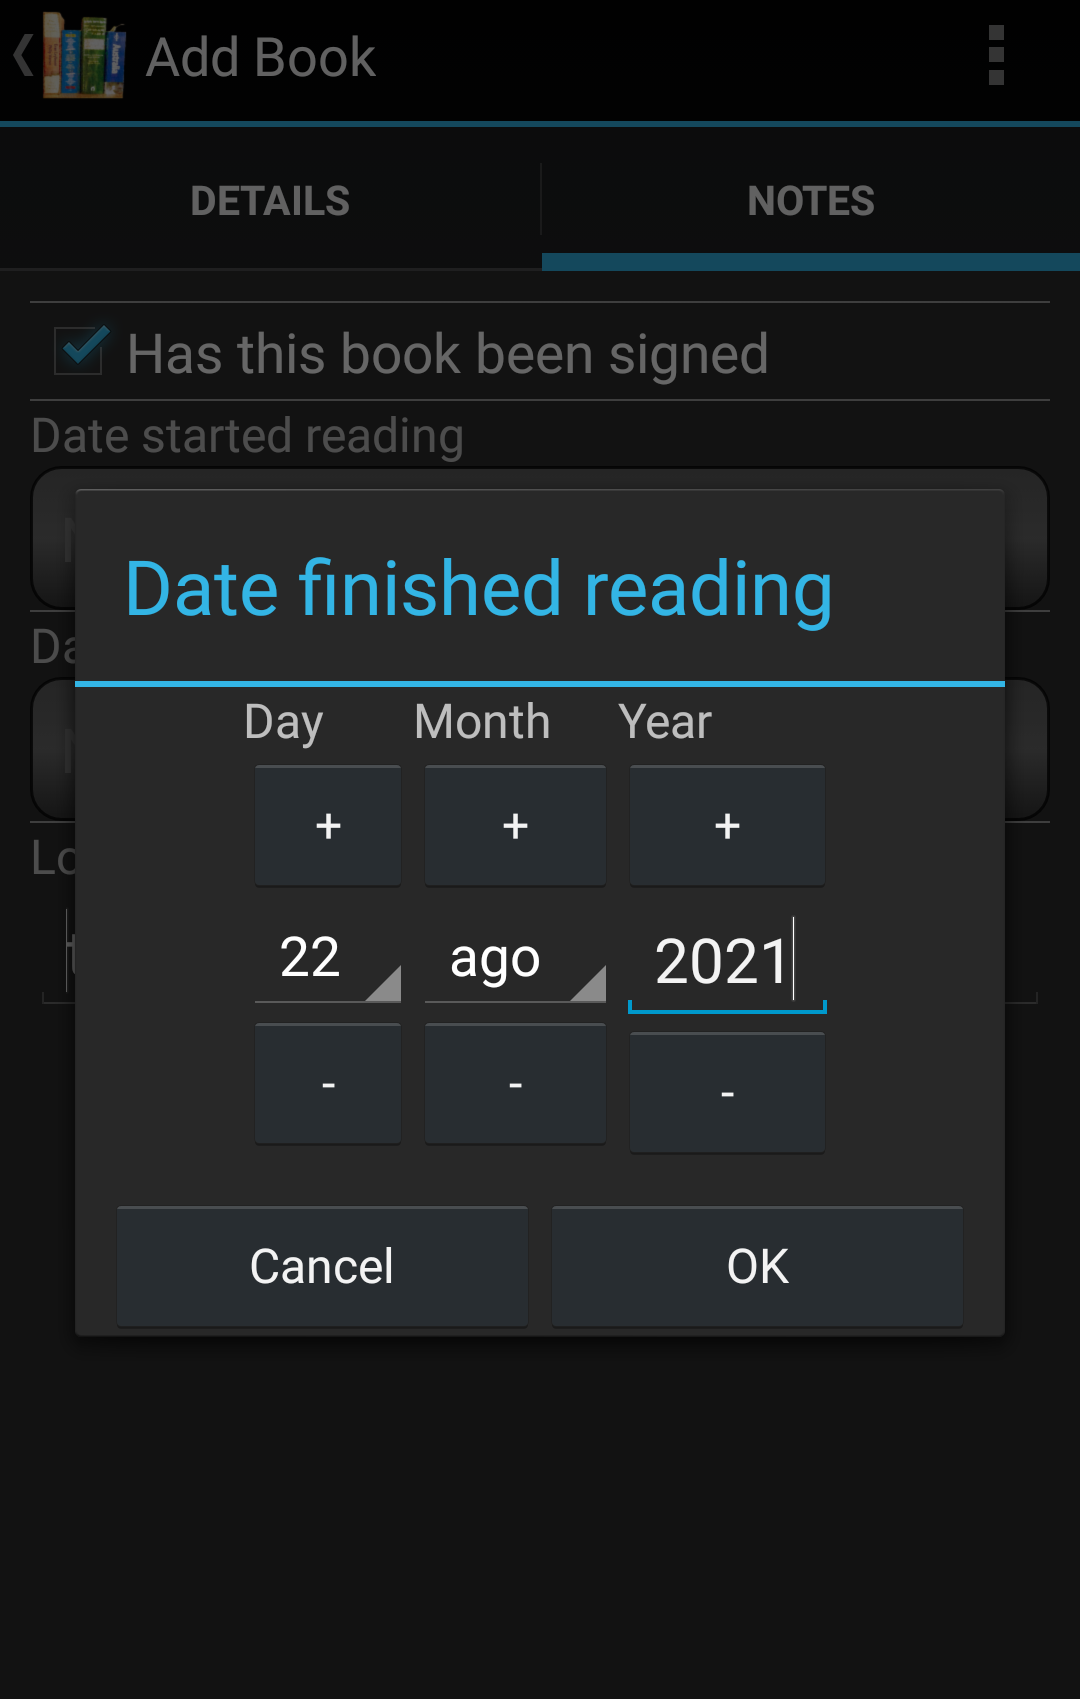 Add Book
DETAILS
NOTES
Has this book been signed
Date started reading
Date finished reading
Day Month Year
+ + +
22 ago 2021
- - -
Cancel OK